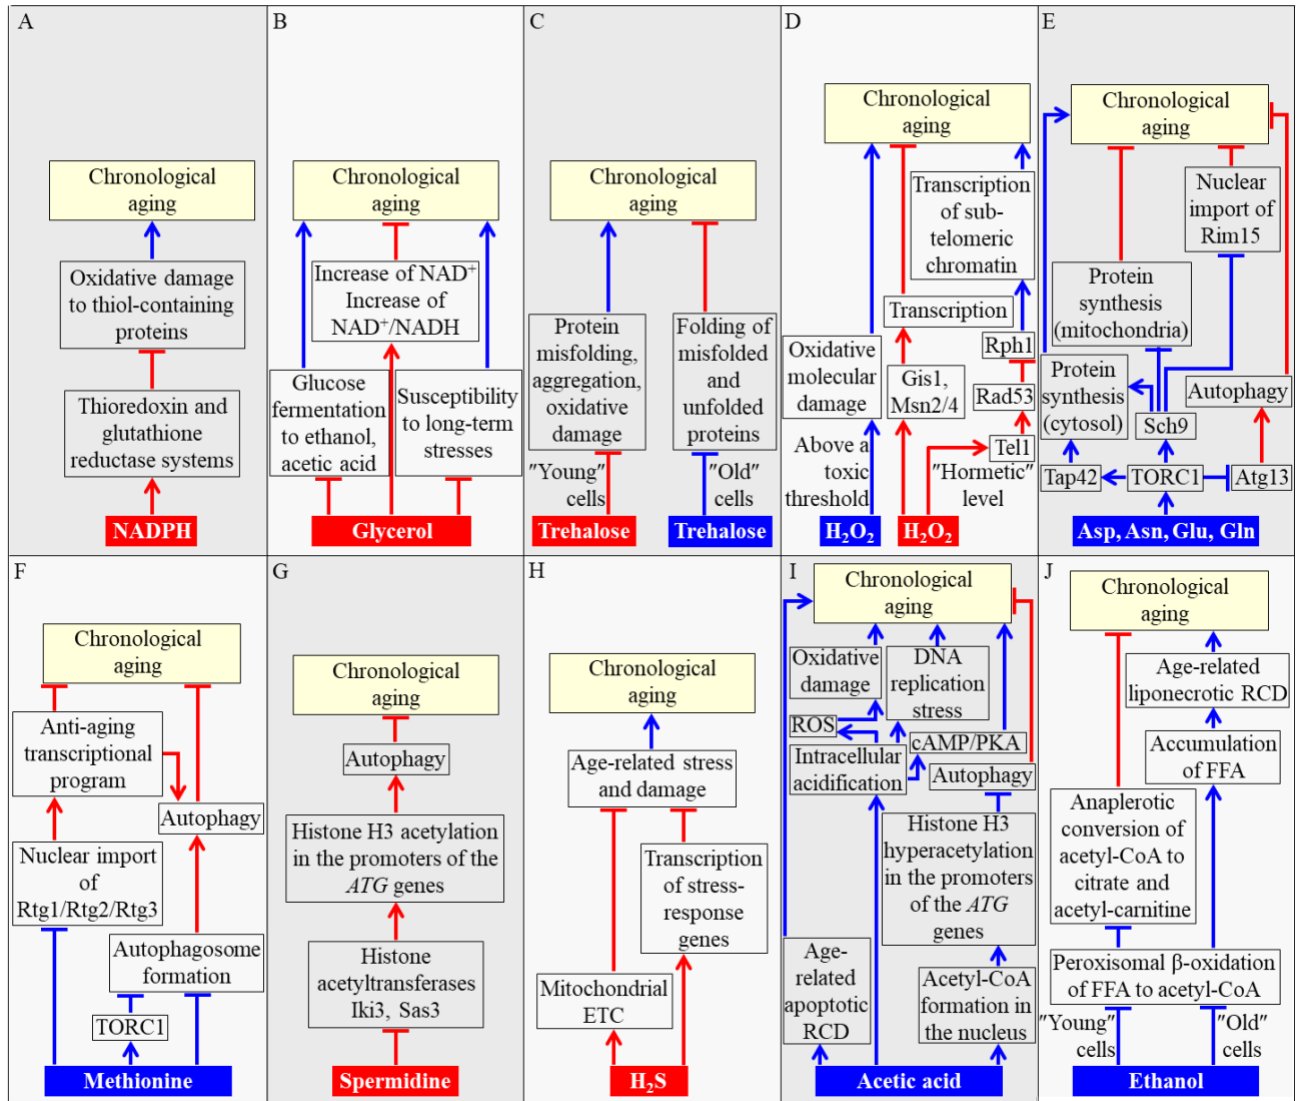 A
Chronological
aging
Oxidative damage
to thiol-containing
proteins
Thioredoxin and
glutathione
reductase systems
NADPH
B
Chronological
aging
Increase of NAD⁺
Increase of
NAD⁺/NADH
Glucose
fermentation
to ethanol,
acetic acid
Susceptibility
to long-term
stresses
Glycerol
C
Chronological
aging
Protein
misfolding,
aggregation,
oxidative
damage
Folding of
misfolded
and
unfolded
proteins
"Young"
cells
"Old"
cells
Trehalose
Trehalose
D
Chronological
aging
Transcription
of sub-
telomeric
chromatin
Transcription
Rph1
Oxidative
molecular
damage
Gis1,
Msn2/4
Rad53
Tel1
Above a
toxic
threshold
"Hormetic"
level
H₂O₂
H₂O₂
E
Chronological
aging
Nuclear
import of
Rim15
Protein
synthesis
(mitochondria)
Protein
synthesis
(cytosol)
Autophagy
Sch9
Tap42
TORC1
Atg13
Asp, Asn, Glu, Gln
F
Chronological
aging
Anti-aging
transcriptional
program
Autophagy
Nuclear import
of
Rtg1/Rtg2/Rtg3
Autophagosome
formation
TORC1
Methionine
G
Chronological
aging
Autophagy
Histone H3 acetylation
in the promoters of the
ATG genes
Histone
acetyltransferases
Iki3, Sas3
Spermidine
H
Chronological
aging
Age-related stress
and damage
Transcription
of stress-
response
genes
Mitochondrial
ETC
H₂S
I
Chronological
aging
Oxidative
damage
DNA
replication
stress
ROS
cAMP/PKA
Intracellular
acidification
Autophagy
Histone H3
hyperacetylation
in the promoters
of the ATG
genes
Age-
related
apoptotic
RCD
Acetyl-CoA
formation in
the nucleus
Acetic acid
J
Chronological
aging
Age-related
liponecrotic RCD
Accumulation
of FFA
Anaplerotic
conversion of
acetyl-CoA to
citrate and
acetyl-carnitine
Peroxisomal β-oxidation
of FFA to acetyl-CoA
"Young"
cells
"Old"
cells
Ethanol